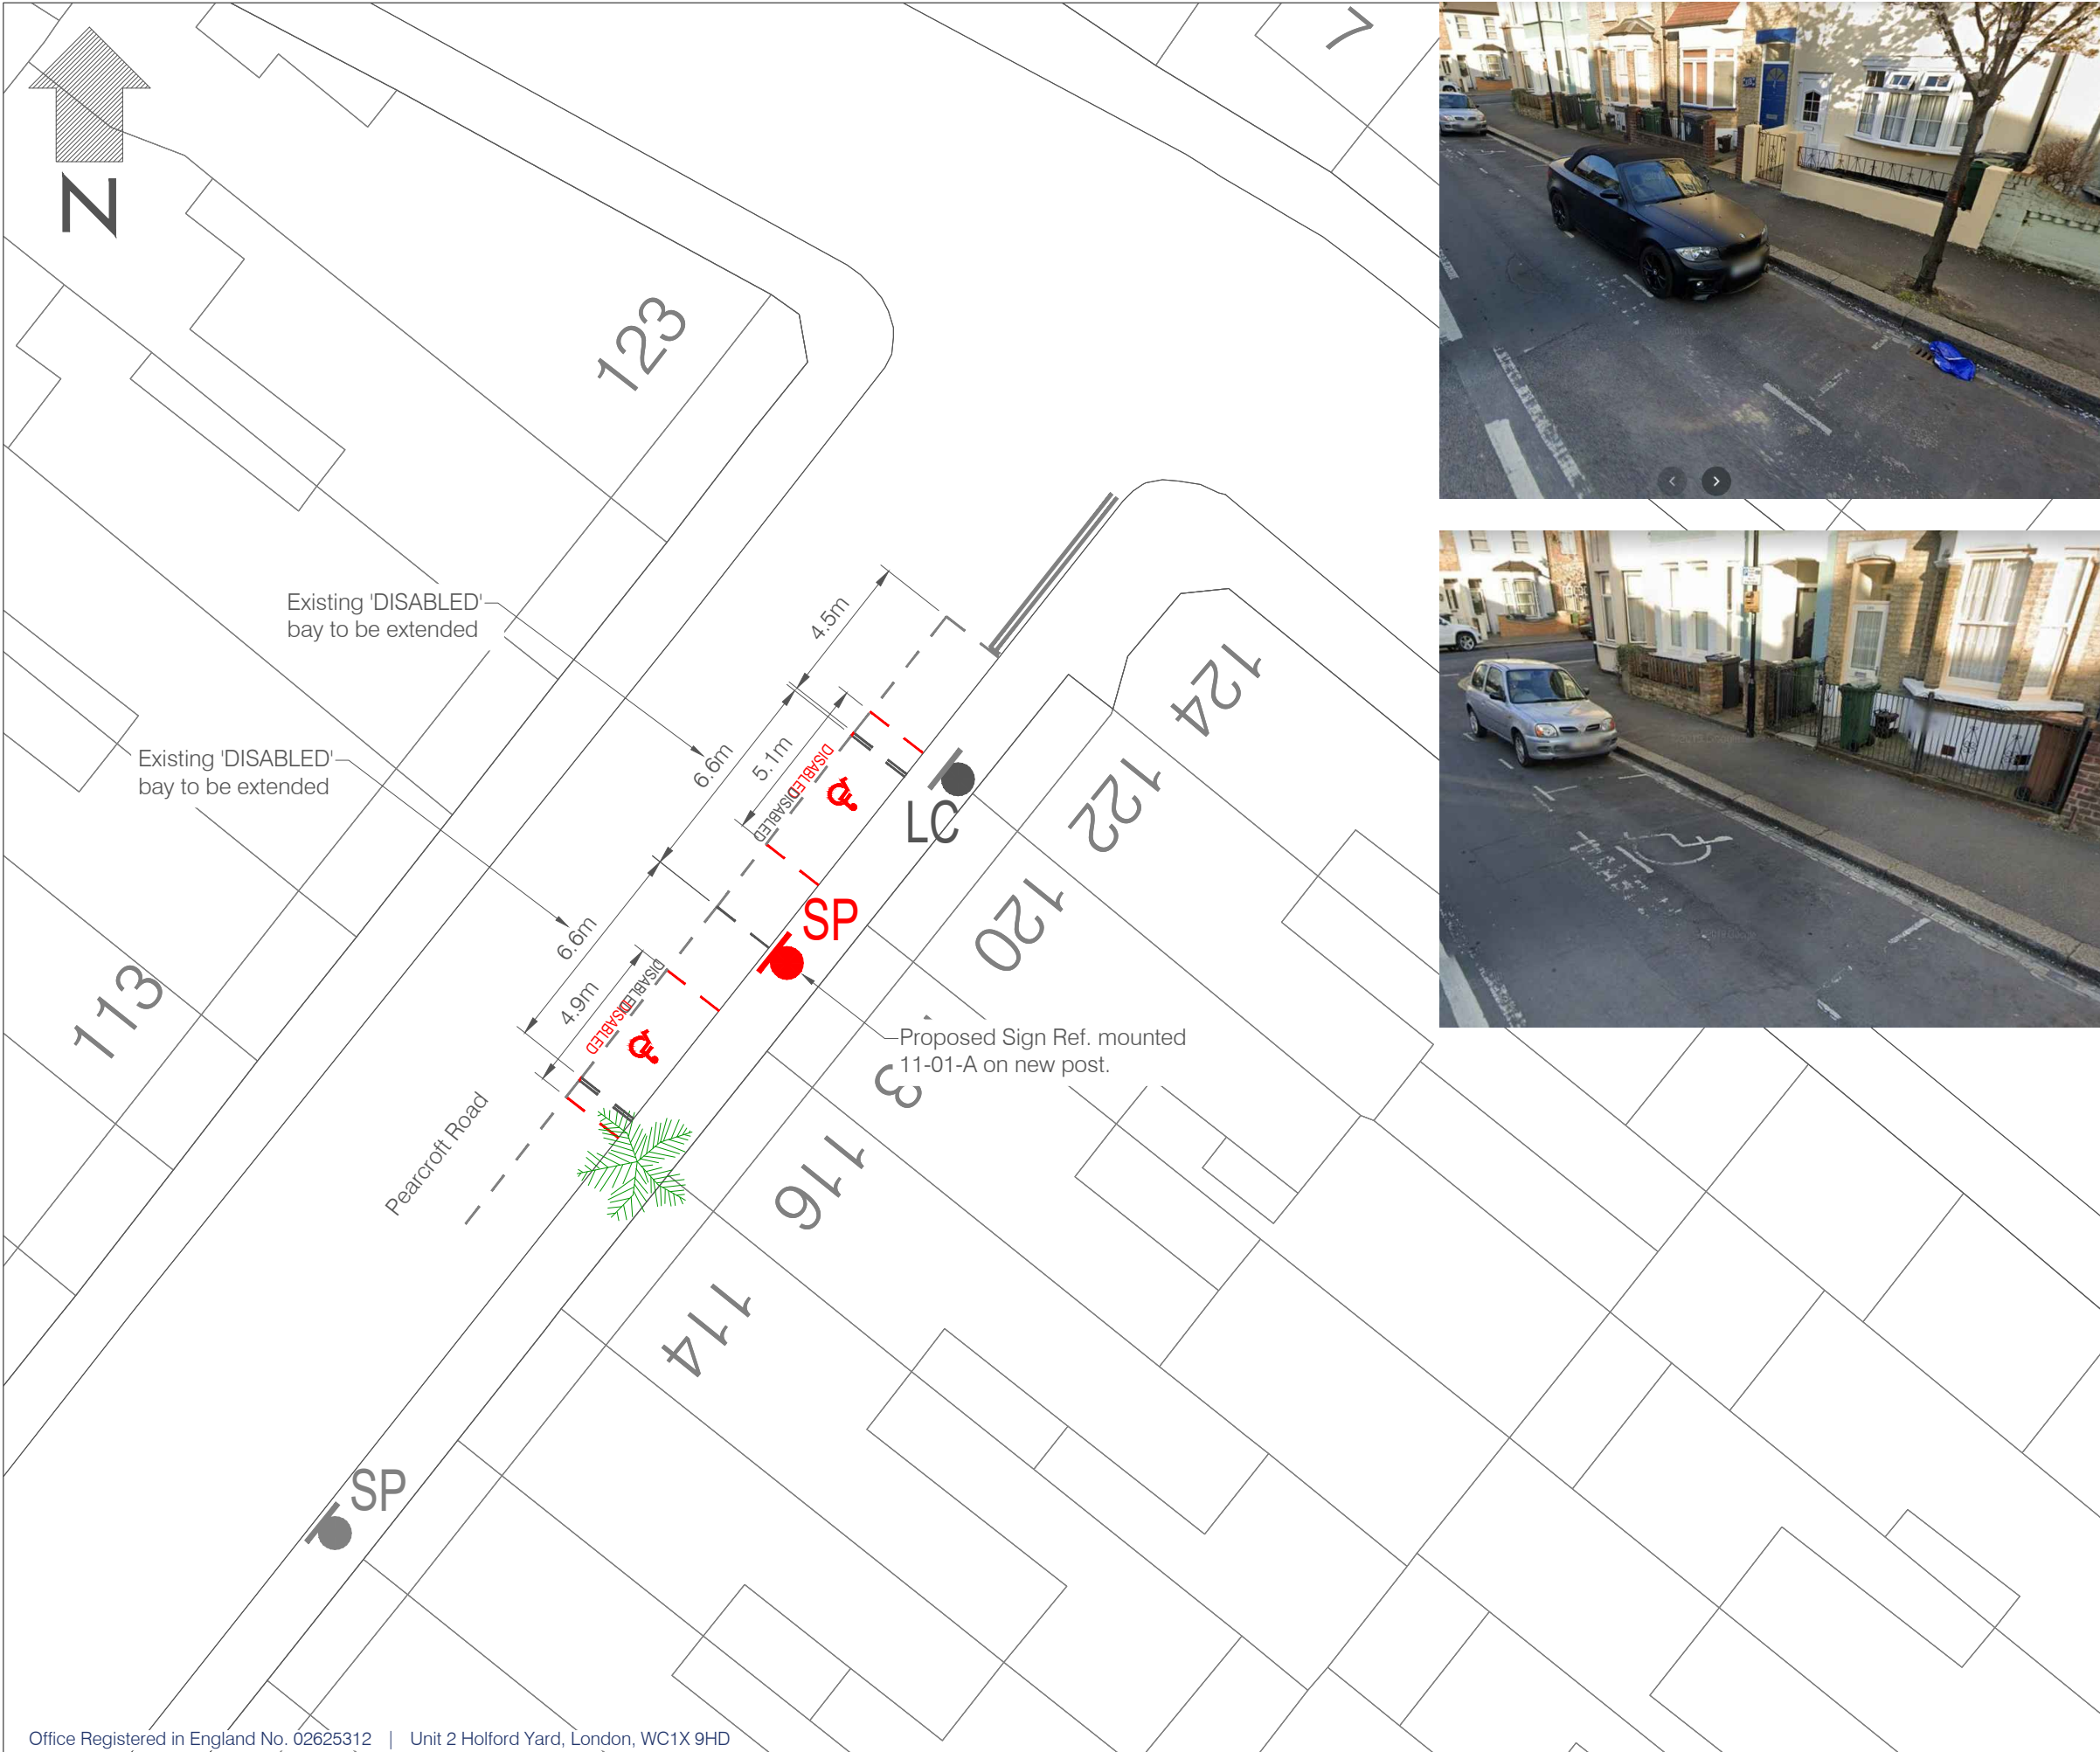 N
7
123
Existing 'DISABLED'
bay to be extended
4.5m
124
Existing 'DISABLED'
bay to be extended
6.6m
5.1m
DISABLED
DISABLED
LC
122
SP
120
6.6m
4.9m
DISABLED
DISABLED
113
Proposed Sign Ref. mounted
11-01-A on new post.
3
Pearcroft Road
116
114
SP
Office Registered in England No. 02625312 | Unit 2 Holford Yard, London, WC1X 9HD